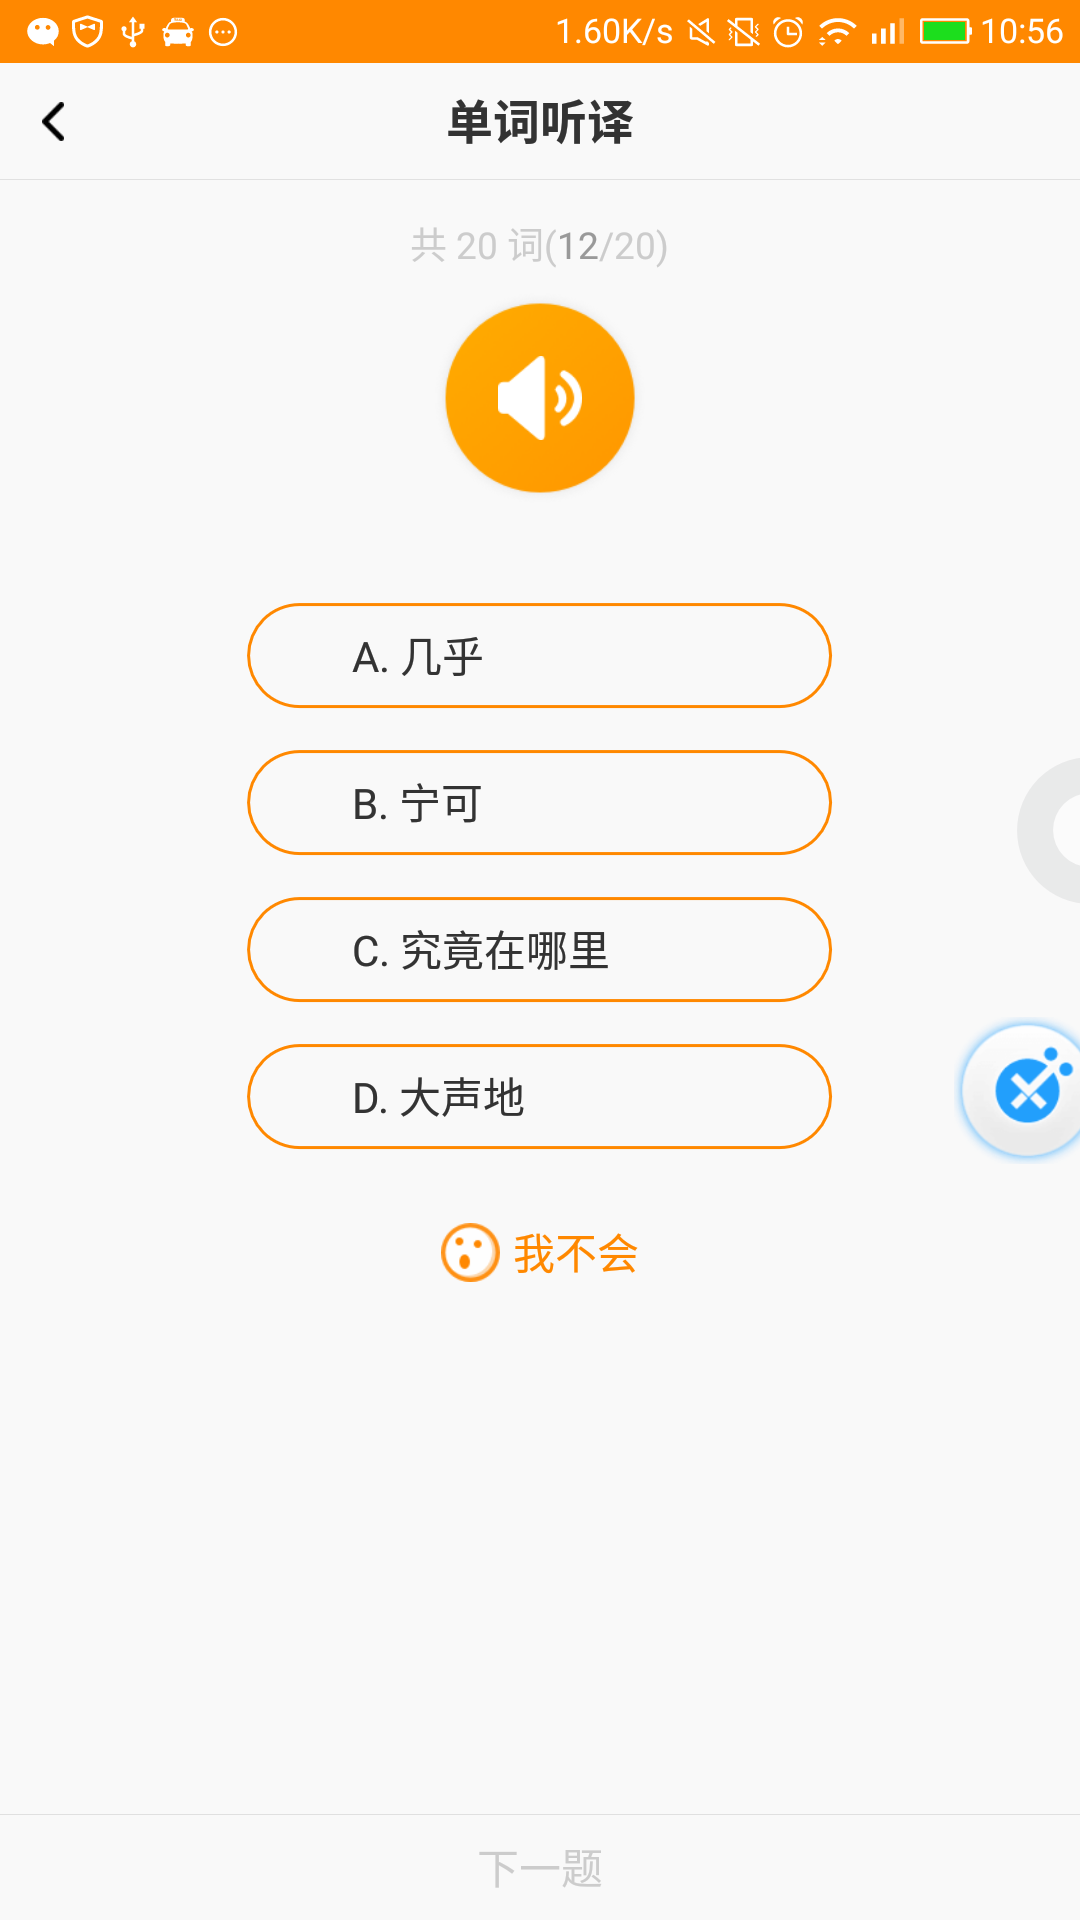 1.60K/s 10:56
单词听译
共 20 词(12/20)
A. 几乎
B. 宁可
C. 究竟在哪里
D. 大声地
我不会
下一题